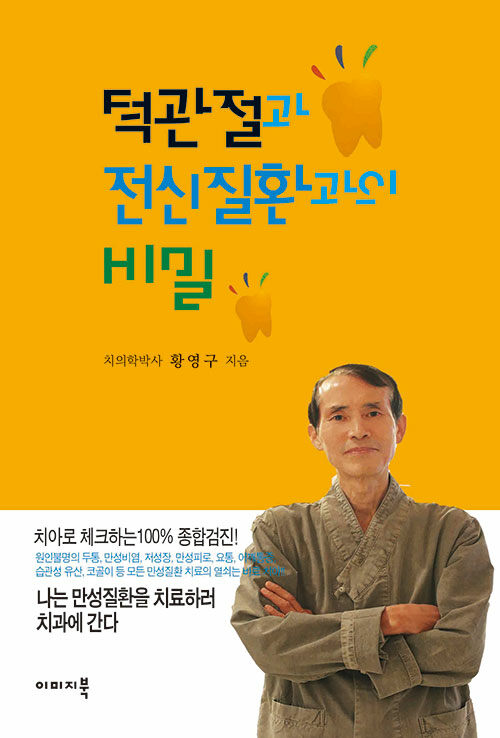 턱관절과
전신질환과의
비밀
치의학박사 황영구 지음
치아로 체크하는100% 종합검진!
원인불명의 두통, 만성비염, 저성장, 만성피로, 요통,
습관성 유산, 코골이 등 모든 만성질환 치료의 열쇠는
나는 만성질환을 치료하러
치과에 간다
이미지북